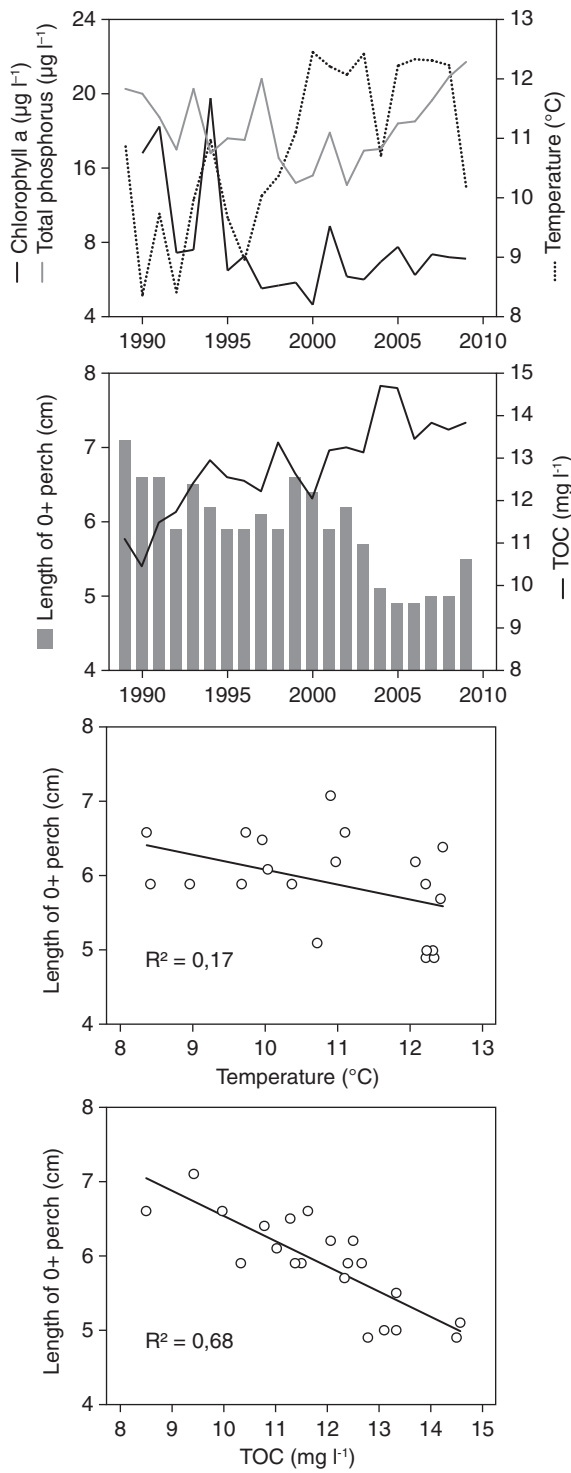 — Chlorophyll a (μg l⁻¹)
— Total phosphorus (μg l⁻¹)
24
20
16
8
4
13
12
11
10
9
8
Temperature (°C)
1990 1995 2000 2005 2010
Length of 0+ perch (cm)
8
7
6
5
4
15
14
13
12
11
10
9
8
— TOC (mg l⁻¹)
1990 1995 2000 2005 2010
Length of 0+ perch (cm)
8
7
6
5
4
R² = 0,17
8 9 10 11 12 13
Temperature (°C)
Length of 0+ perch (cm)
8
7
6
5
4
R² = 0,68
8 9 10 11 12 13 14 15
TOC (mg l⁻¹)